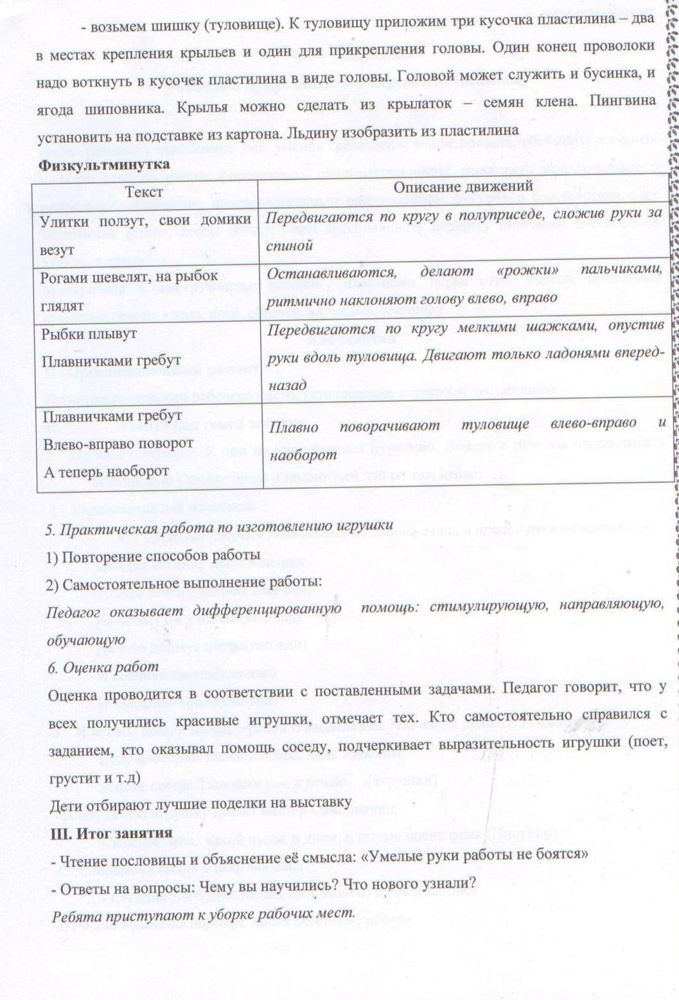 - возьмем шишку (туловище). К туловищу приложим три кусочка пластилина – два
в местах крепления крыльев и один для прикрепления головы. Один конец проволоки
надо воткнуть в кусочек пластилина в виде головы. Головой может служить и бусинка, и
ягода шиповника. Крылья можно сделать из крылаток – семян клена. Пингвина
установить на подставке из картона. Льдину изобразить из пластилина
Физкультминутка
Текст
Описание движений
Улитки ползут, свои домики
везут
Передвигаются по кругу в полуприседе, сложив руки за
спиной
Рогами шевелят, на рыбок
глядят
Останавливаются, делают «рожки» пальчиками,
ритмично наклоняют голову влево, вправо
Рыбки плывут
Плавничками гребут
Передвигаются по кругу мелкими шажками, опустив
руки вдоль туловища. Двигают только ладонями вперед-
назад
Плавничками гребут
Влево-вправо поворот
А теперь наоборот
Плавно поворачивают туловище влево-вправо и
наоборот
5. Практическая работа по изготовлению игрушки
1) Повторение способов работы
2) Самостоятельное выполнение работы:
Педагог оказывает дифференцированную помощь: стимулирующую, направляющую,
обучающую
6. Оценка работ
Оценка проводится в соответствии с поставленными задачами. Педагог говорит, что у
всех получились красивые игрушки, отмечает тех. Кто самостоятельно справился с
заданием, кто оказывал помощь соседу, подчеркивает выразительность игрушки (поет,
грустит и т.д)
Дети отбирают лучшие поделки на выставку
III. Итог занятия
- Чтение пословицы и объяснение её смысла: «Умелые руки работы не боятся»
- Ответы на вопросы: Чему вы научились? Что нового узнали?
Ребята приступают к уборке рабочих мест.